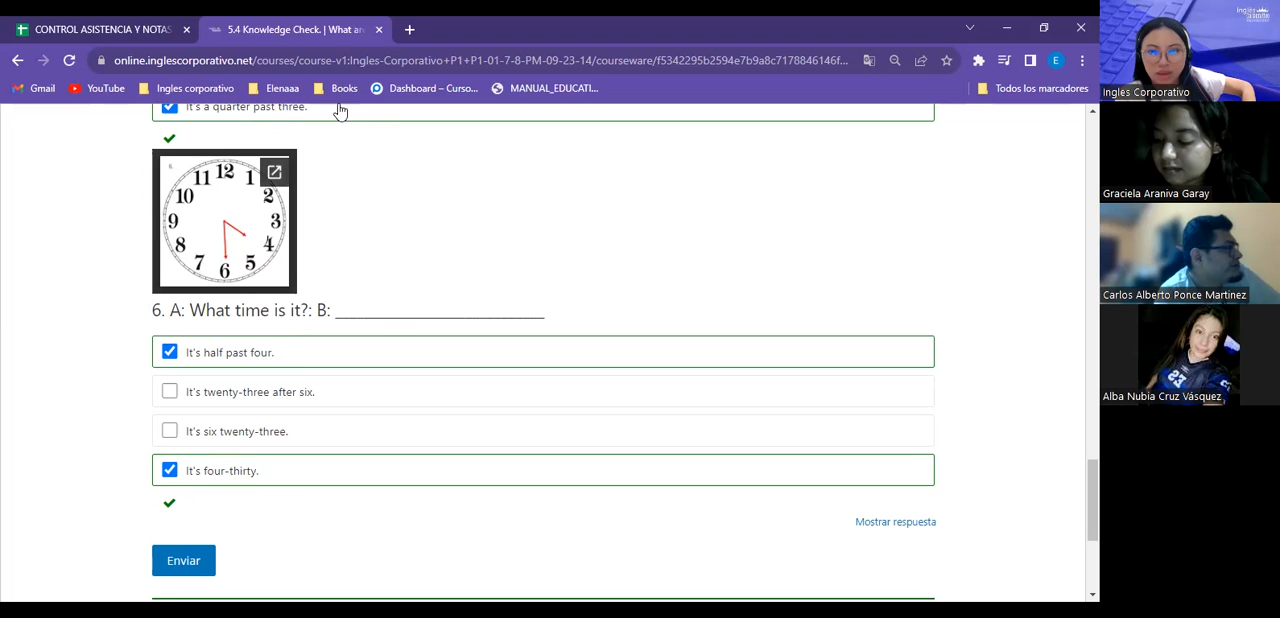 CONTROL ASISTENCIA Y NOTAS
5.4 Knowledge Check. | What ar
online.inglescorporativo.net/courses/course-v1:Ingles-Corporativo+P1+P1-01-7-8-PM-09-23-14/courseware/f5342295b2594e7b9a8c7178846146f...
E
Gmail
YouTube
Ingles corporativo
Elenaaa
Books
Dashboard – Curso...
MANUAL_EDUCATI...
Todos los marcadores
It's a quarter past three.
12
11
1
10
2
9
3
8
4
7
5
6
6. A: What time is it?: B: ________________________
It's half past four.
It's twenty-three after six.
It's six twenty-three.
It's four-thirty.
Mostrar respuesta
Enviar
Ingles Corporativo
Graciela Araniva Garay
Carlos Alberto Ponce Martinez
Alba Nubia Cruz Vásquez
23